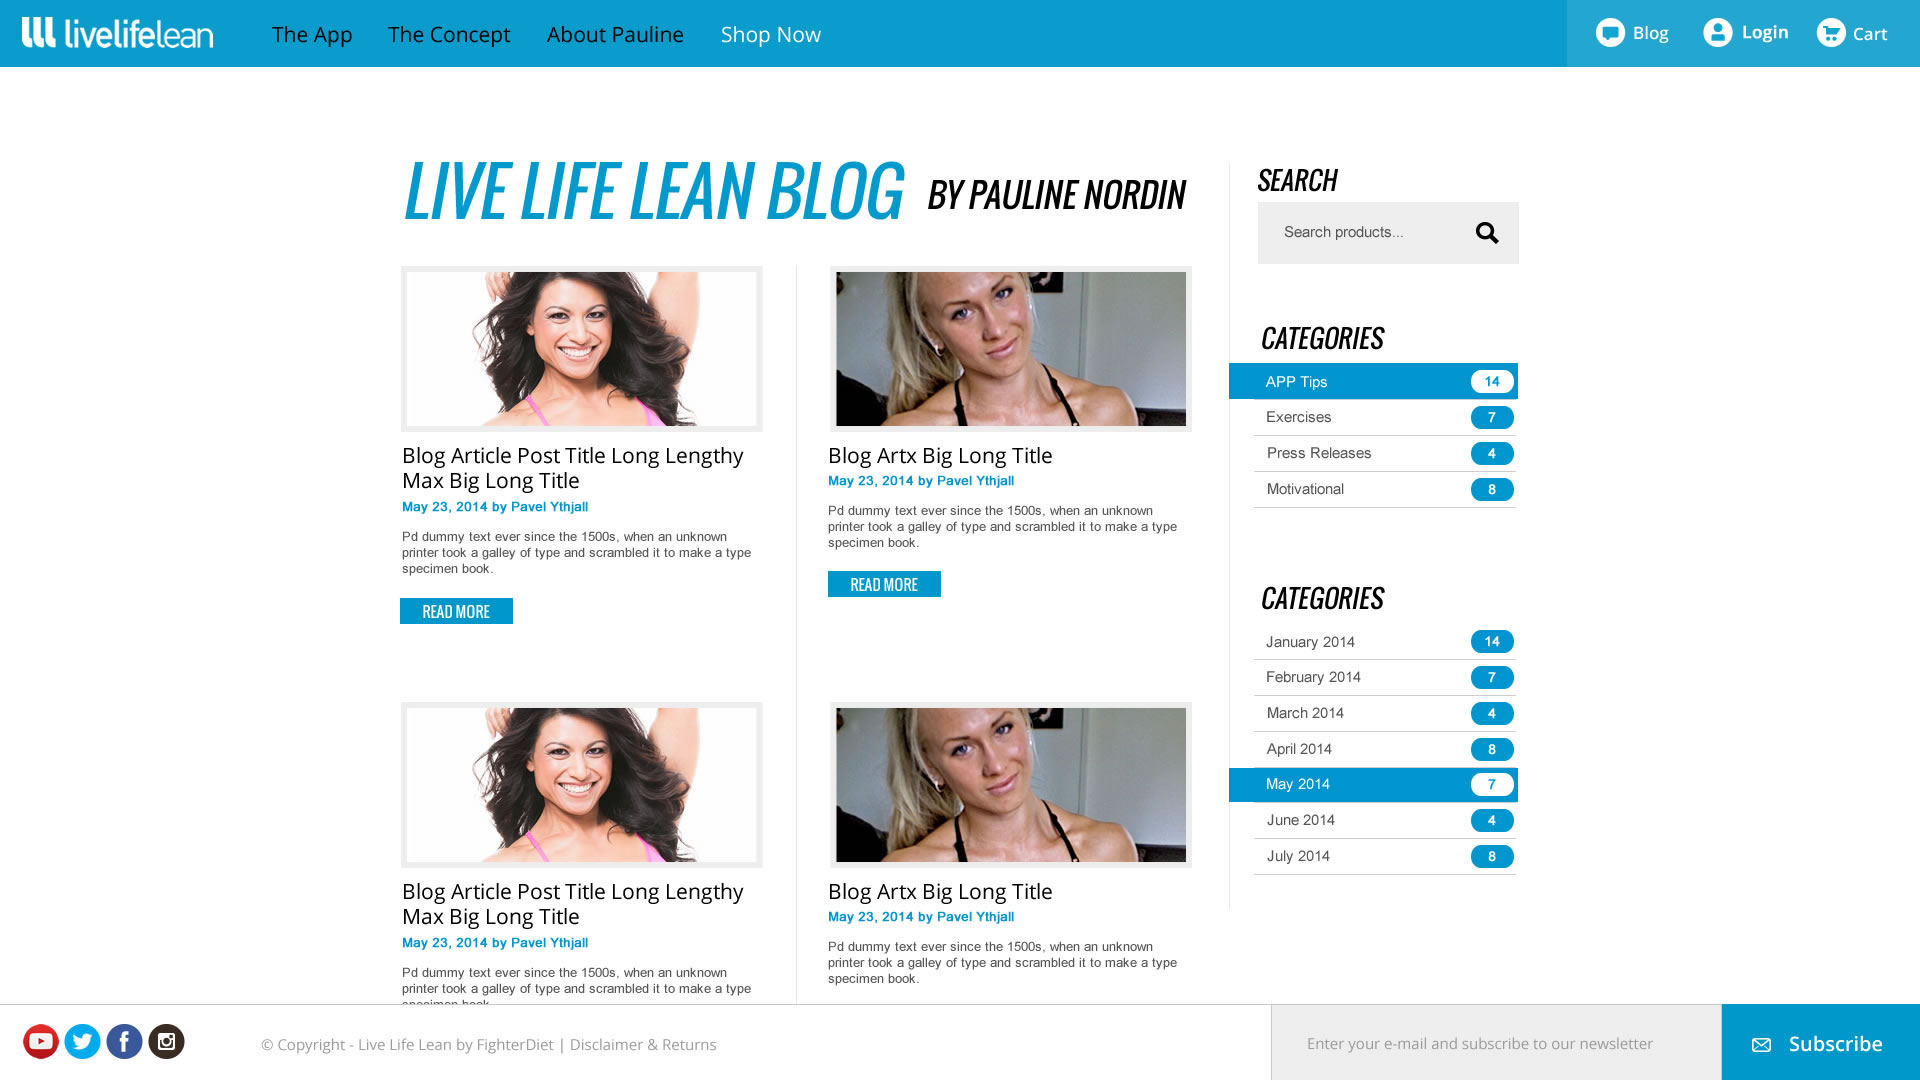 livelifelean
The App
The Concept
About Pauline
Shop Now
Blog
Login
Cart
LIVE LIFE LEAN BLOG BY PAULINE NORDIN
Blog Article Post Title Long Lengthy
Max Big Long Title
May 23, 2014 by Pavel Ythjall
Pd dummy text ever since the 1500s, when an unknown
printer took a galley of type and scrambled it to make a type
specimen book.
READ MORE
Blog Artx Big Long Title
May 23, 2014 by Pavel Ythjall
Pd dummy text ever since the 1500s, when an unknown
printer took a galley of type and scrambled it to make a type
specimen book.
READ MORE
Blog Article Post Title Long Lengthy
Max Big Long Title
May 23, 2014 by Pavel Ythjall
Pd dummy text ever since the 1500s, when an unknown
printer took a galley of type and scrambled it to make a type
specimen book.
Blog Artx Big Long Title
May 23, 2014 by Pavel Ythjall
Pd dummy text ever since the 1500s, when an unknown
printer took a galley of type and scrambled it to make a type
specimen book.
SEARCH
Search products...
CATEGORIES
APP Tips 14
Exercises 7
Press Releases 4
Motivational 8
CATEGORIES
January 2014 14
February 2014 7
March 2014 4
April 2014 8
May 2014 7
June 2014 4
July 2014 8
© Copyright - Live Life Lean by FighterDiet | Disclaimer & Returns
Enter your e-mail and subscribe to our newsletter
Subscribe